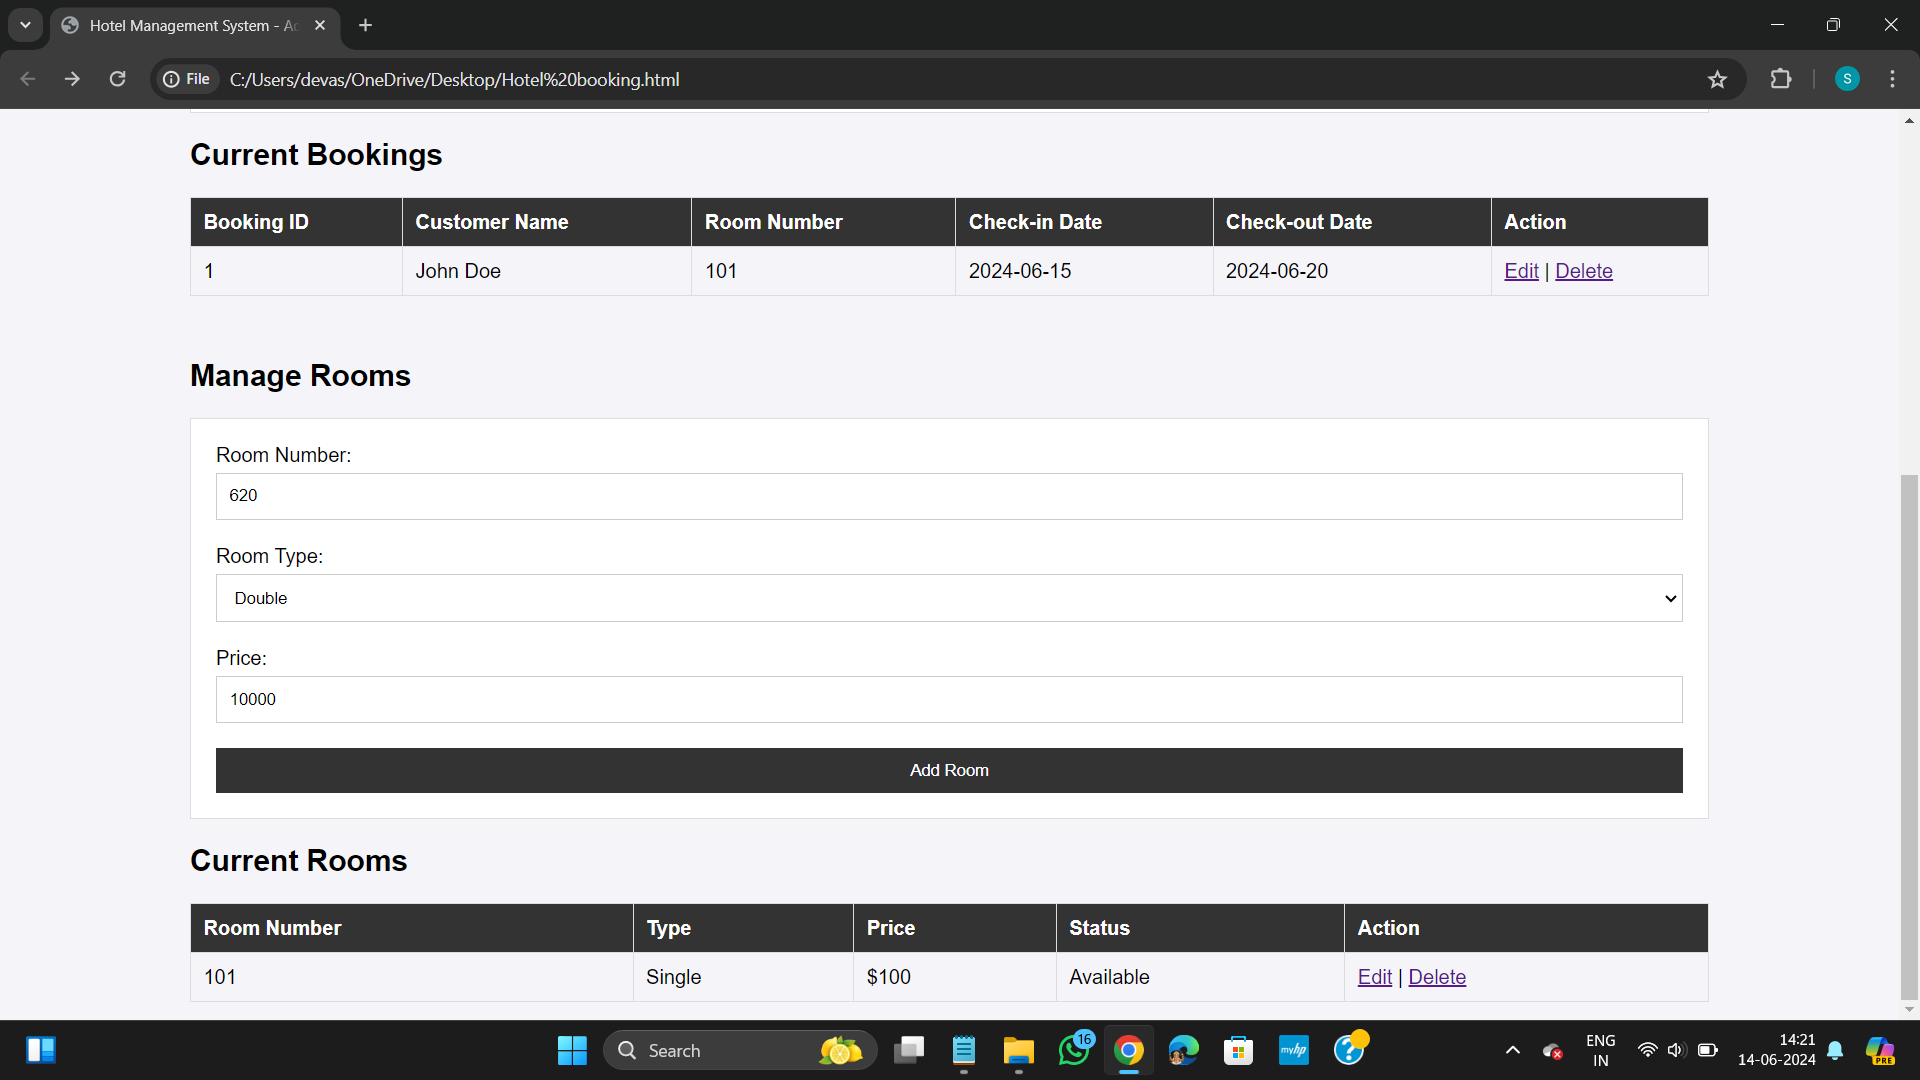 Hotel Management System - Ad
File C:/Users/devas/OneDrive/Desktop/Hotel%20booking.html
S
Current Bookings
Booking ID Customer Name Room Number Check-in Date Check-out Date Action
1 John Doe 101 2024-06-15 2024-06-20 Edit | Delete
Manage Rooms
Room Number:
620
Room Type:
Double
Price:
10000
Add Room
Current Rooms
Room Number Type Price Status Action
101 Single $100 Available Edit | Delete
Search
16
myhp
ENG
IN
14:21
14-06-2024
PRE